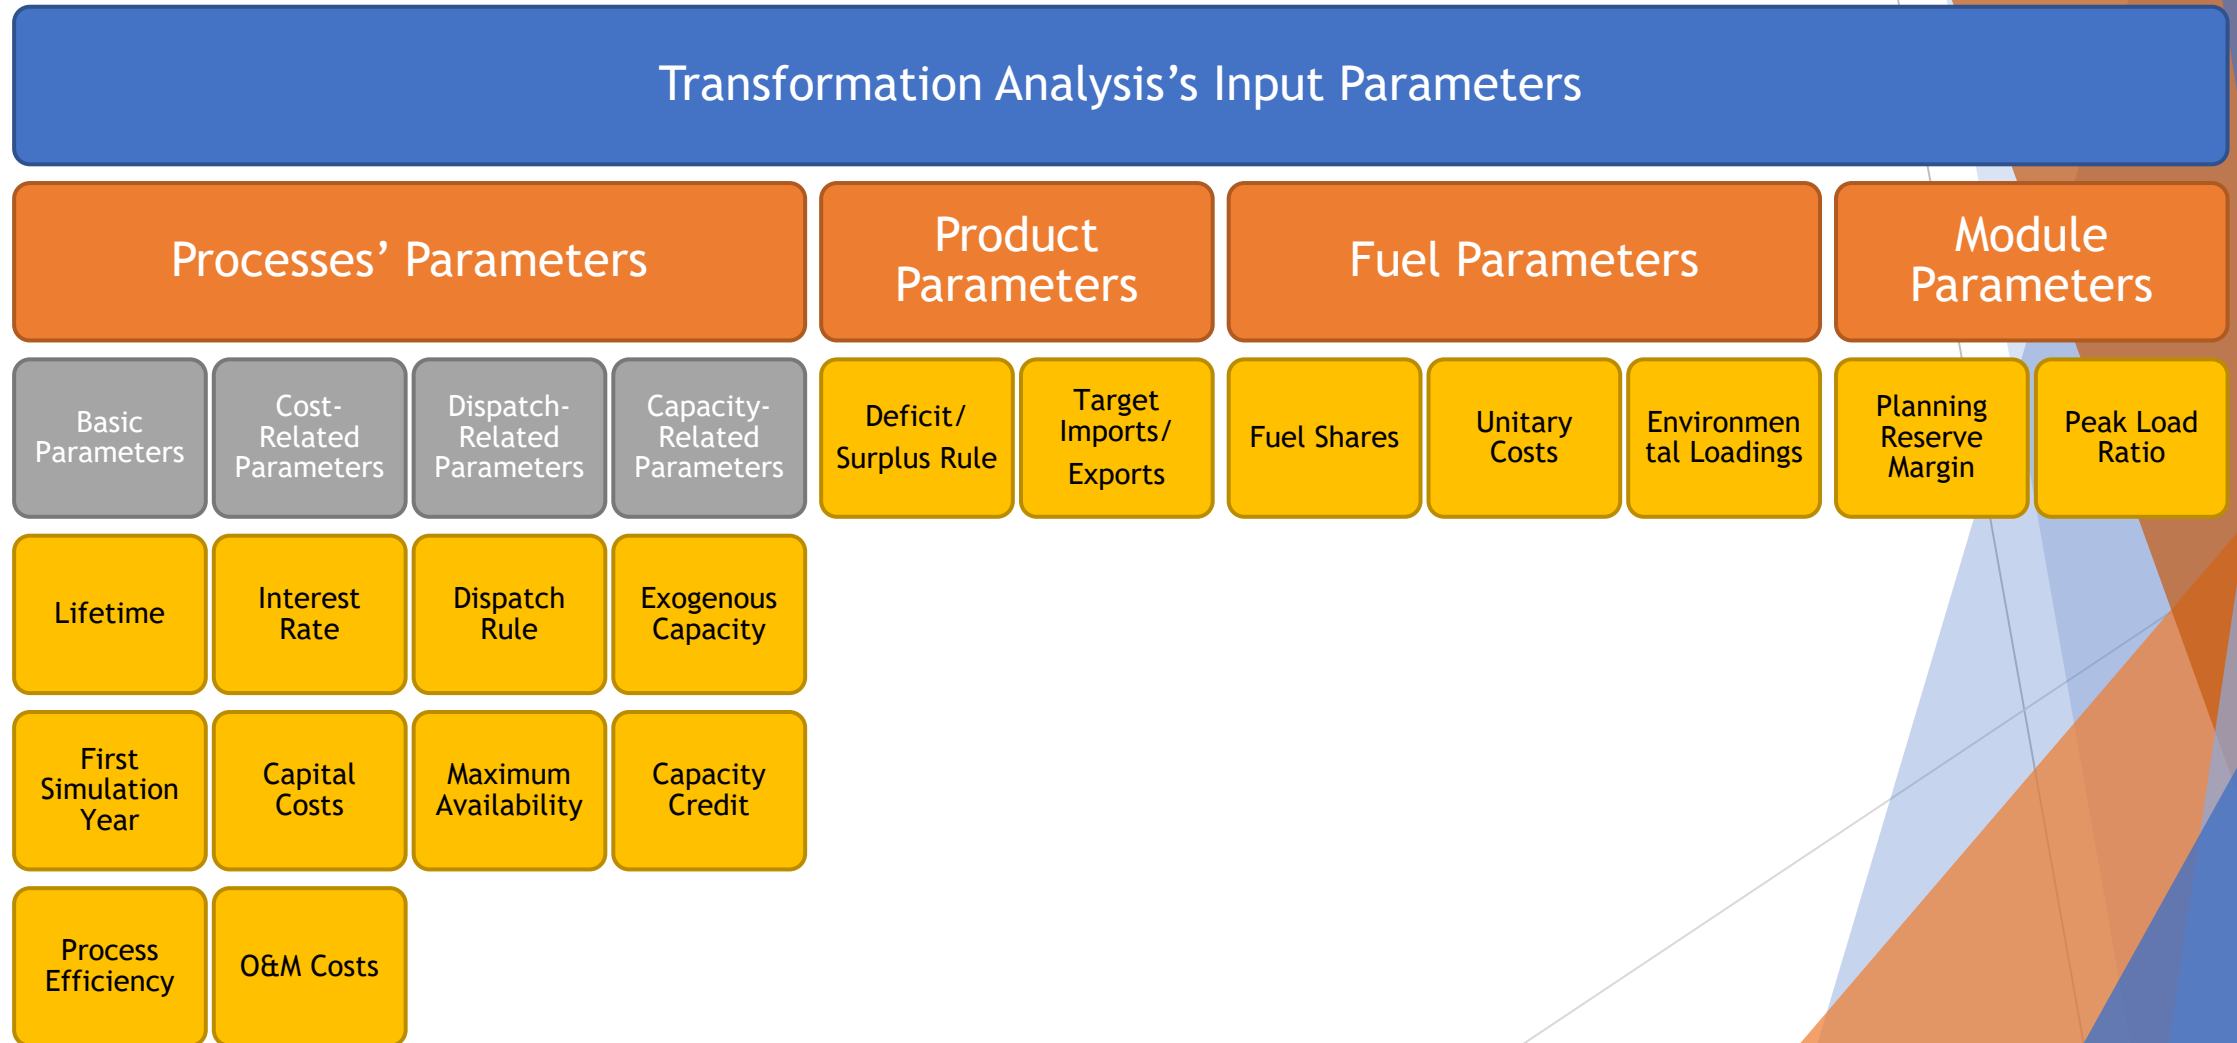 Transformation Analysis’s Input Parameters
Processes’ Parameters
Product
Parameters
Fuel Parameters
Module
Parameters
Basic
Parameters
Cost-
Related
Parameters
Dispatch-
Related
Parameters
Capacity-
Related
Parameters
Deficit/
Surplus Rule
Target
Imports/
Exports
Fuel Shares
Unitary
Costs
Environmen
tal Loadings
Planning
Reserve
Margin
Peak Load
Ratio
Lifetime
Interest
Rate
Dispatch
Rule
Exogenous
Capacity
First
Simulation
Year
Capital
Costs
Maximum
Availability
Capacity
Credit
Process
Efficiency
O&M Costs